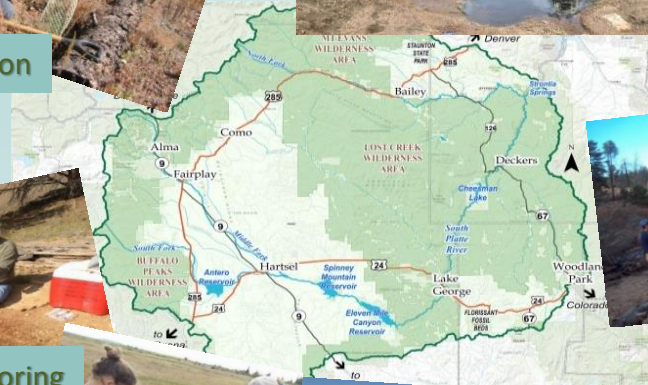 on
MT EVANS
WILDERNESS
AREA
North Fork
STAUNTON
STATE
PARK
Denver
285
285
Bailey
Strontia
Springs
Como
126
Alma
9
LOST CREEK
WILDERNESS
AREA
N
Deckers
Fairplay
Cheesman
Lake
9
67
South
Platte
River
Middle Fork
South Fork
BUFFALO
PEAKS
WILDERNESS
AREA
Antero
Reservoir
Hartsel
Spinney
Mountain
Reservoir
24
Woodland
Park
Lake
George
285
24
Eleven Mile
Canyon
Reservoir
FLORISSANT
FOSSIL
BEDS
24
67
Colorado
9
to
to
oring